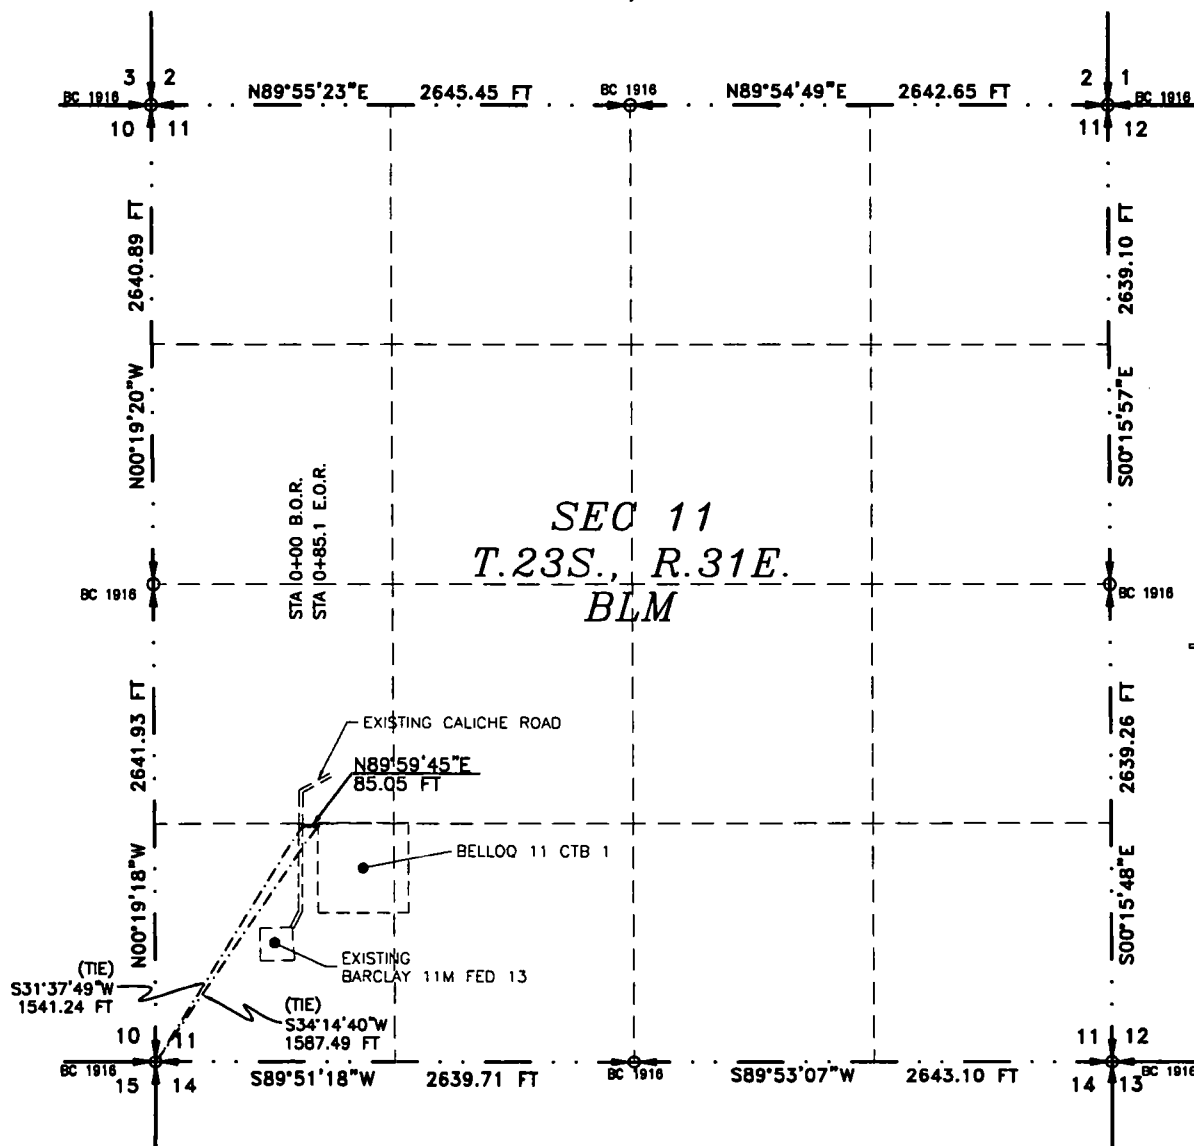 3 2
2 1
BC 1916
N89°55'23"E 2645.45 FT
BC 1916
N89°54'49"E 2642.65 FT
BC 1916
10 11
11 12
2640.89 FT
N00°19'20"W
2639.10 FT
S00°15'57"E
STA 0+00 B.O.R.
STA 0+85.1 E.O.R.
SEC 11
T.23S., R.31E.
BLM
BC 1916
BC 1916
2641.93 FT
N00°19'18"W
2639.26 FT
S00°15'48"E
EXISTING CALICHE ROAD
N89°59'45"E
85.05 FT
BELLOQ 11 CTB 1
EXISTING
BARCLAY 11M FED 13
(TIE)
S31°37'49"W
1541.24 FT
(TIE)
S34°14'40"W
1587.49 FT
10 11
11 12
BC 1916
S89°51'18"W 2639.71 FT
BC 1916
S89°53'07"W 2643.10 FT
BC 1916
15 14
14 13